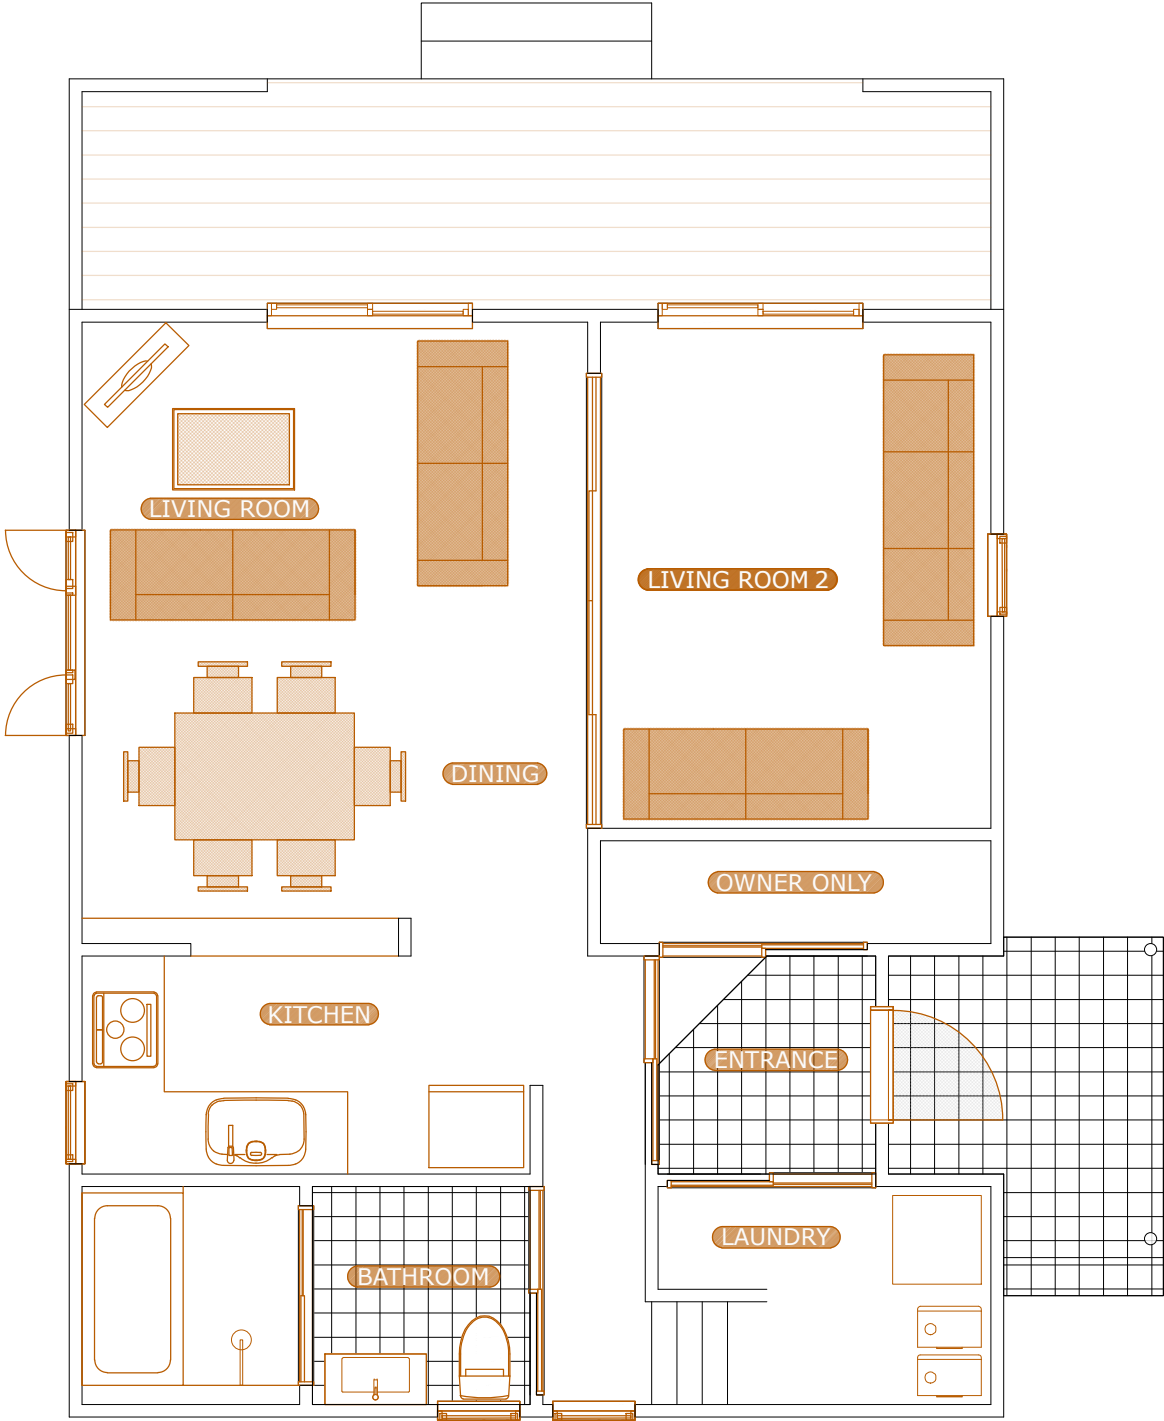 LIVING ROOM
LIVING ROOM 2
DINING
OWNER ONLY
KITCHEN
ENTRANCE
LAUNDRY
BATHROOM